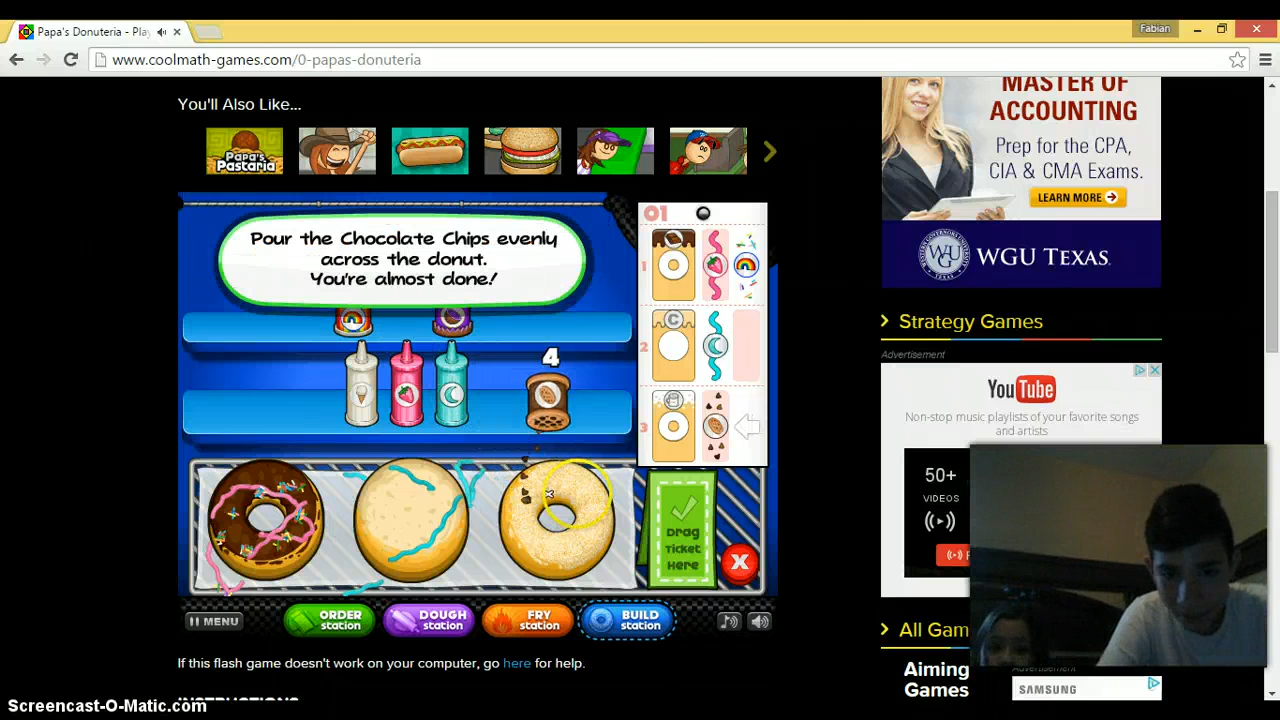 Papa's Donuteria - Play
Fabian
www.coolmath-games.com/0-papas-donuteria
You'll Also Like...
Papa's
Pastaria
MASTER OF
ACCOUNTING
Prep for the CPA,
CIA & CMA Exams.
LEARN MORE
WGU TEXAS.
Pour the Chocolate Chips evenly
across the donut.
You're almost done!
4
01
1
C
2
3
Drag
Ticket
Here
X
MENU
ORDER
station
DOUGH
station
FRY
station
BUILD
station
If this flash game doesn't work on your computer, go here for help.
Strategy Games
Advertisement
YouTube
Non-stop music playlists of your favorite songs
and artists
50+
VIDEOS
CHANNELS
All Gam
Aiming
Games
Advertisement
SAMSUNG
INSTRUCTIONS
Screencast-O-Matic.com